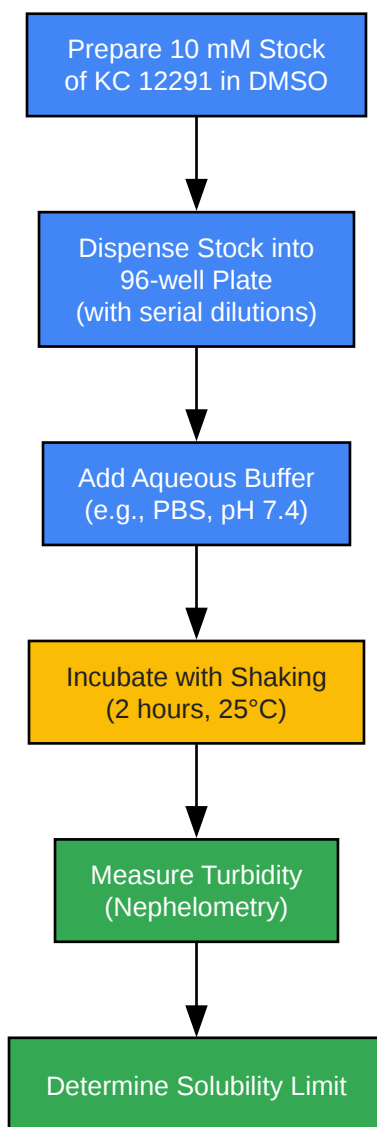 Prepare 10 mM Stock
of KC 12291 in DMSO
Dispense Stock into
96-well Plate
(with serial dilutions)
Add Aqueous Buffer
(e.g., PBS, pH 7.4)
Incubate with Shaking
(2 hours, 25°C)
Measure Turbidity
(Nephelometry)
Determine Solubility Limit